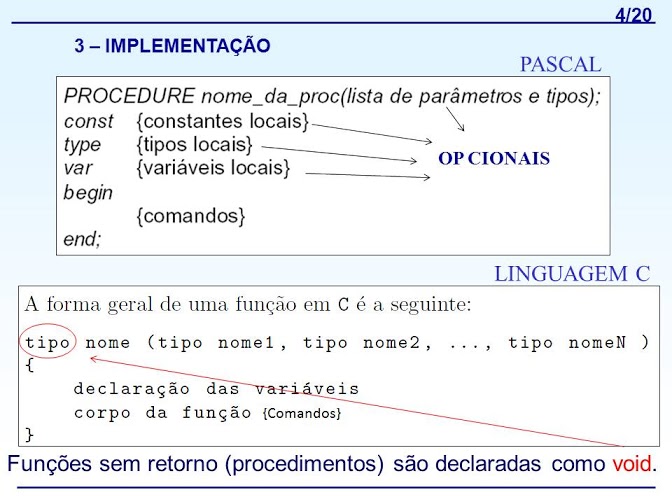 4/20
3 – IMPLEMENTAÇÃO
PASCAL
PROCEDURE nome_da_proc(lista de parâmetros e tipos);
const {constantes locais}
type {tipos locais}
var {variáveis locais}
OP CIONAIS
begin
{comandos}
end;
LINGUAGEM C
A forma geral de uma função em C é a seguinte:
tipo nome (tipo nome1, tipo nome2, ..., tipo nomeN )
{
declaração das variáveis
corpo da função {Comandos}
}
Funções sem retorno (procedimentos) são declaradas como void.